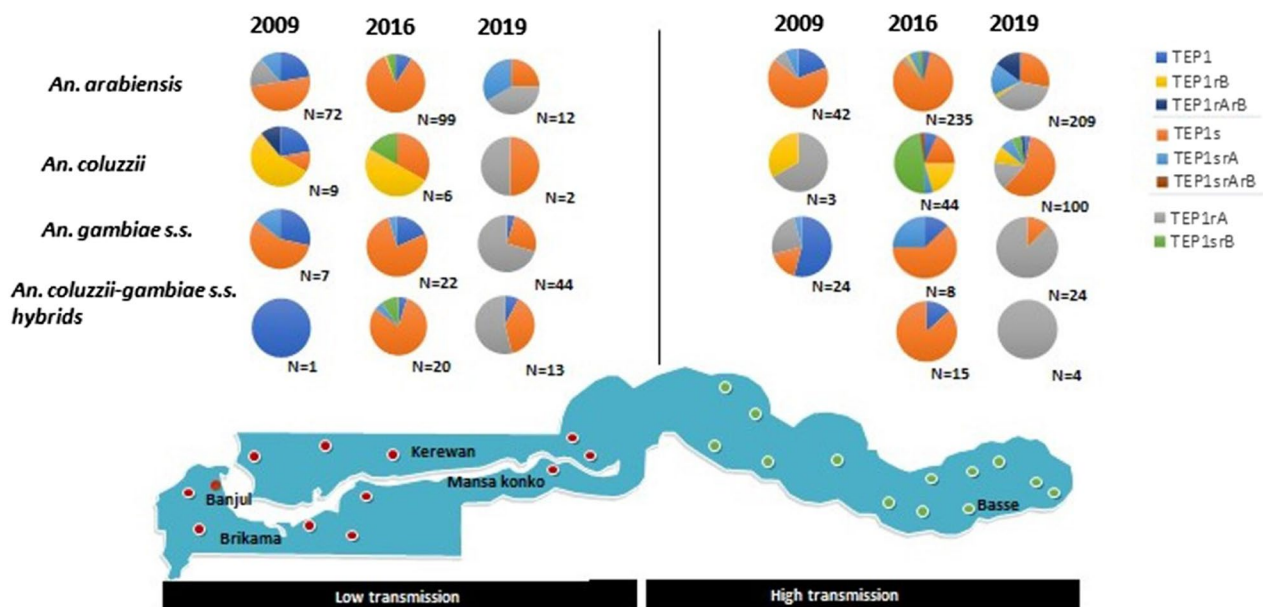 2009 2016 2019 2009 2016 2019
An. arabiensis
N=72 N=99 N=12 N=42 N=235 N=209
An. coluzzii
N=9 N=6 N=2 N=3 N=44 N=100
An. gambiae s.s.
N=7 N=22 N=44 N=24 N=8 N=24
An. coluzzii-gambiae s.s.
hybrids
N=1 N=20 N=13 N=15 N=4
TEP1
TEP1rB
TEP1rArB
TEP1s
TEP1srA
TEP1srArB
TEP1rA
TEP1srB
Kerewan
Mansa konko
Banjul
Brikama
Basse
Low transmission High transmission